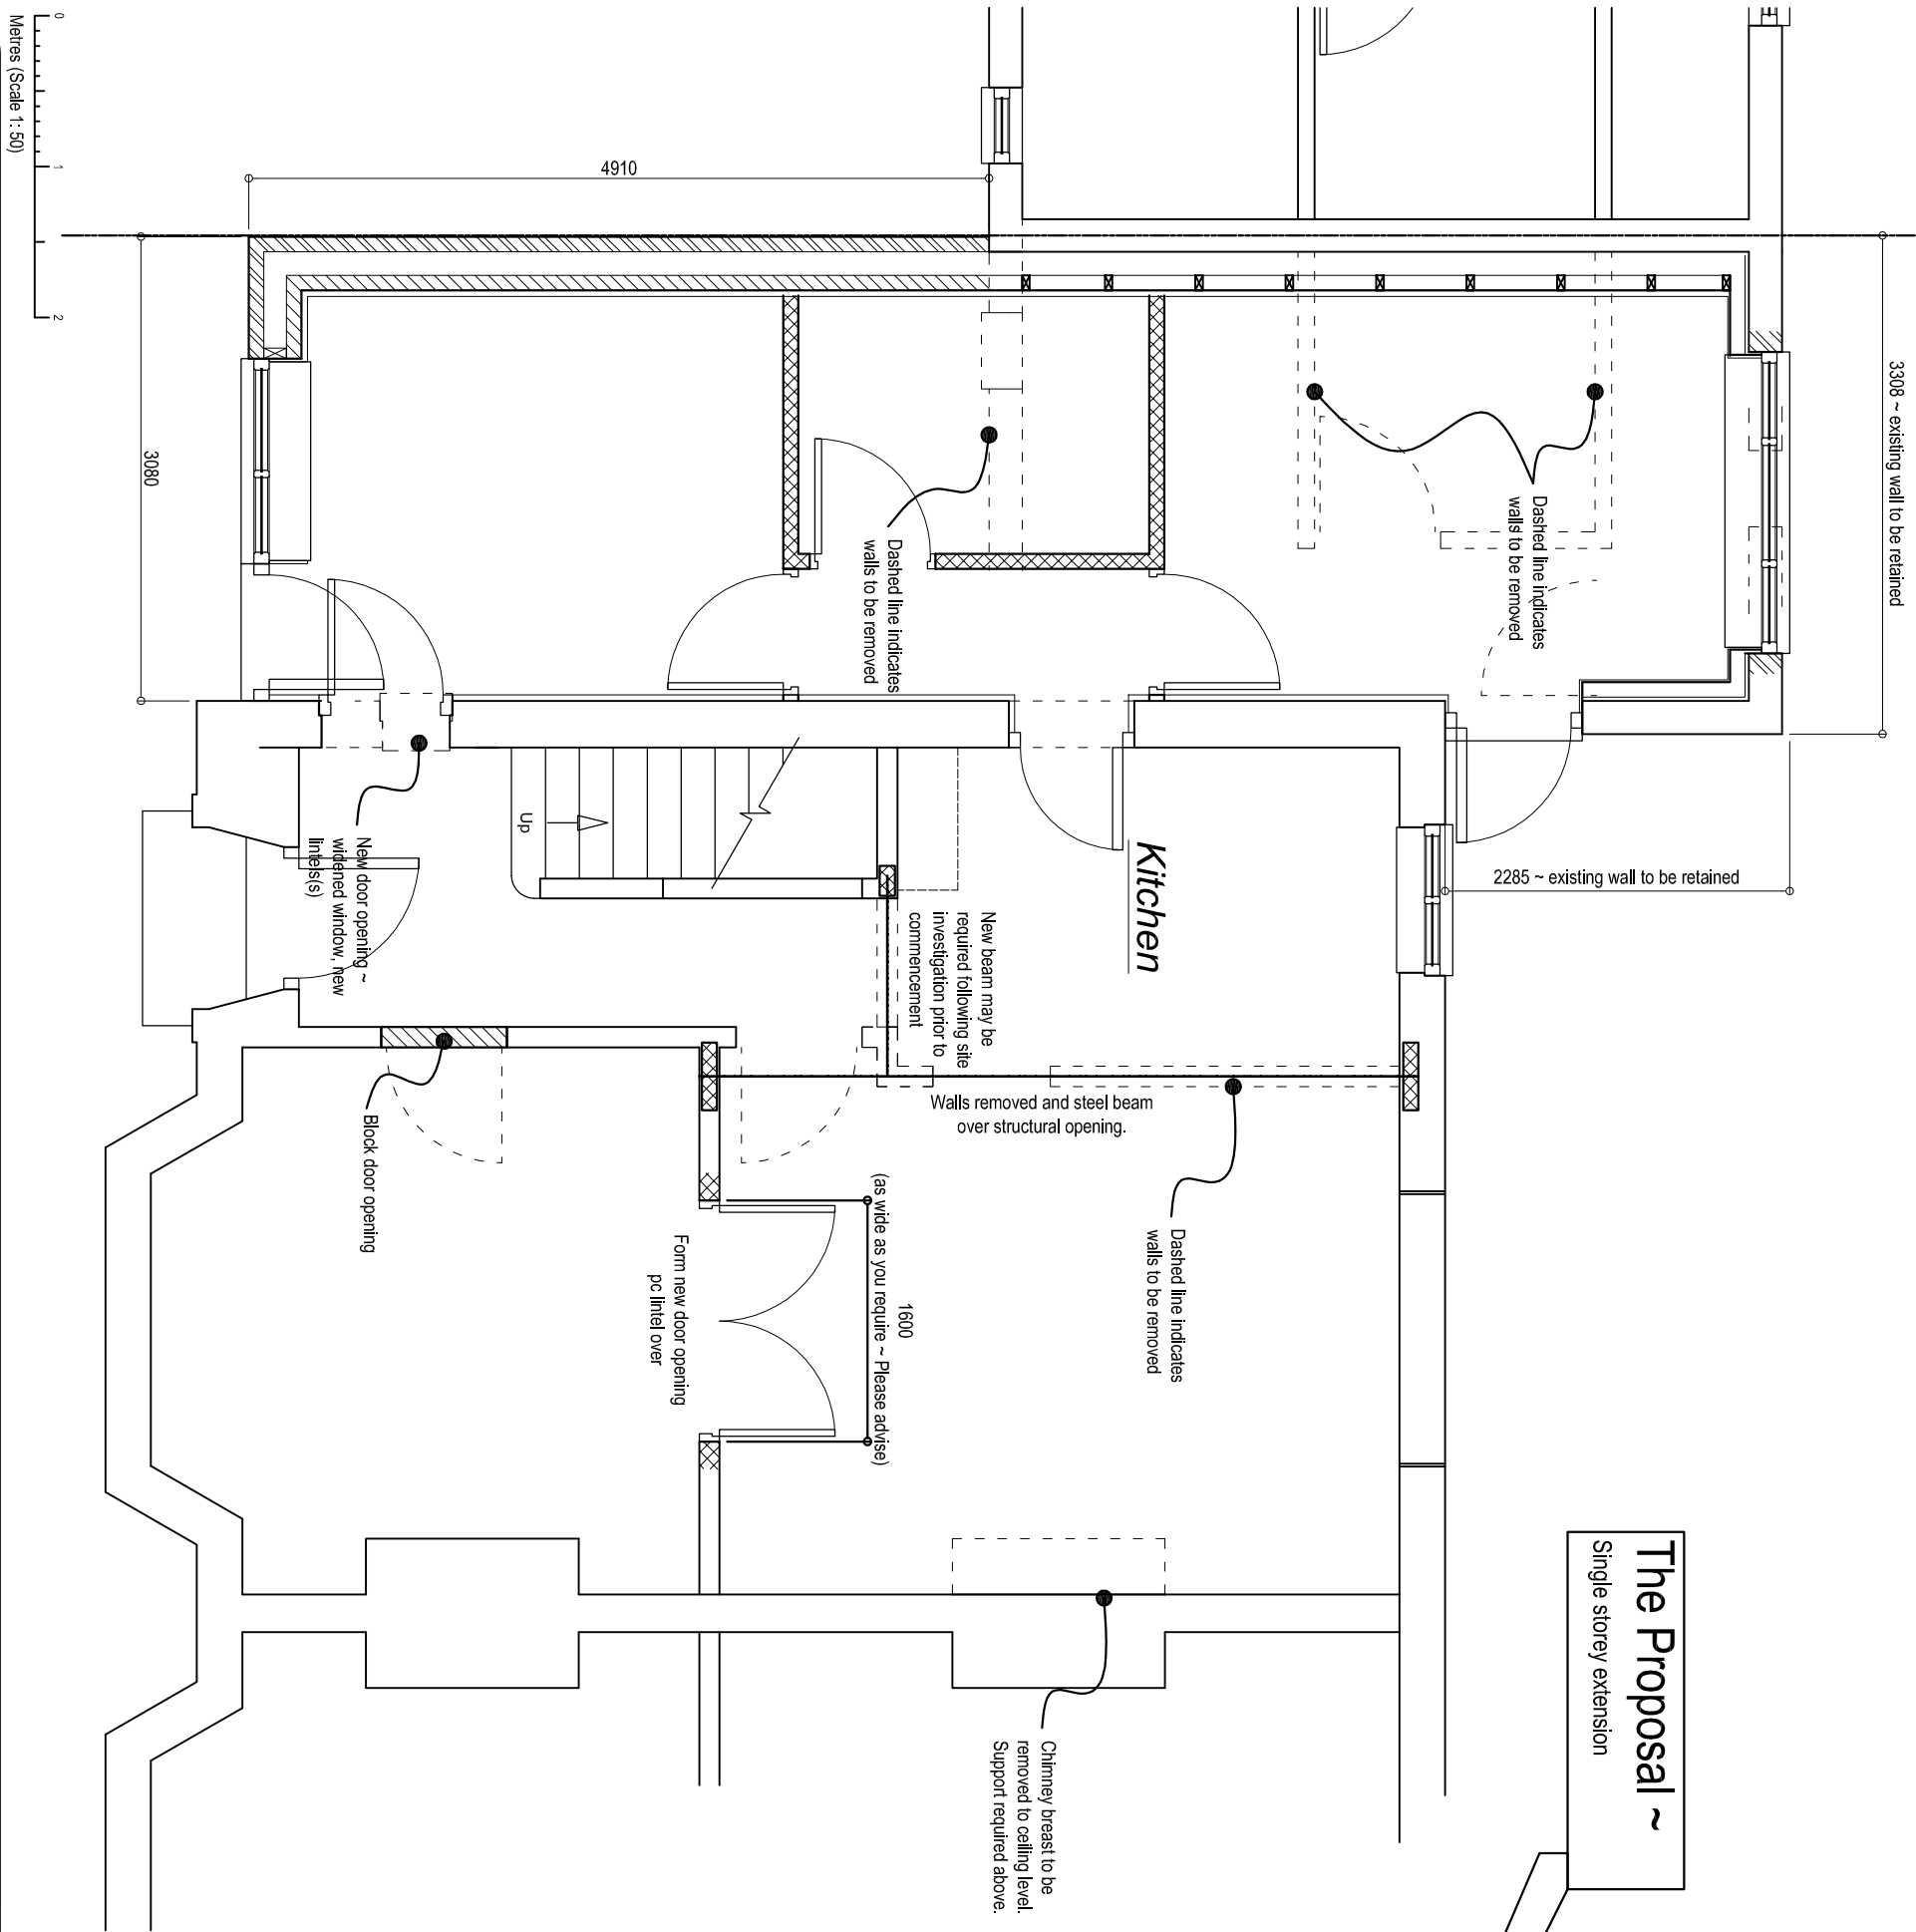 The Proposal ~
Single storey extension
3308 ~ existing wall to be retained
2285 ~ existing wall to be retained
Dashed line indicates
walls to be removed
Dashed line indicates
walls to be removed
Kitchen
Dashed line indicates
walls to be removed
New beam may be
required following site
investigation prior to
commencement
Walls removed and steel beam
over structural opening.
Chimney breast to be
removed to ceiling level.
Support required above.
1600
(as wide as you require ~ Please advise)
Form new door opening
pc lintel over
Up
New door opening ~
widened window, new
lintels(s)
Block door opening
4910
3080
0
1
2
Metres (Scale 1: 50)